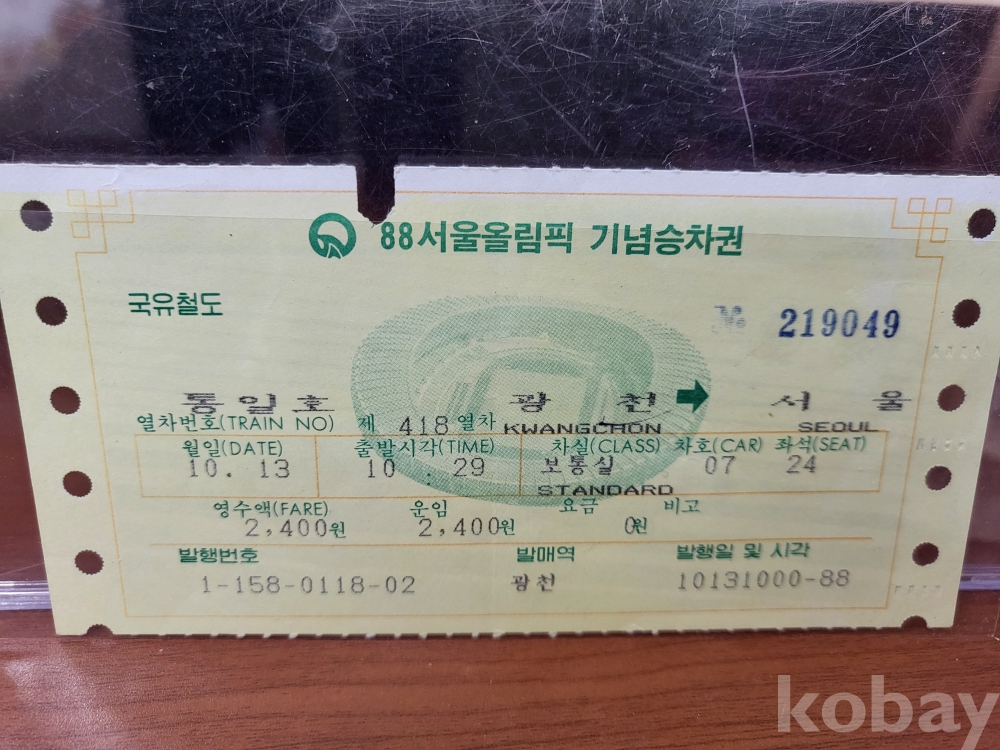 88서울올림픽 기념승차권
국유철도
№ 219049
통일호 광천 → 서울
열차번호(TRAIN NO) 제 418 열차 KWANGCHON SEOUL
월일(DATE) 출발시각(TIME) 차실(CLASS) 차호(CAR) 좌석(SEAT)
10. 13 10 : 29 보통실 07 24
STANDARD
영수액(FARE) 운임 요금 비고
2,400원 2,400원 0원
발행번호 발매역 발행일 및 시각
1-158-0118-02 광천 10131000-88
kobay